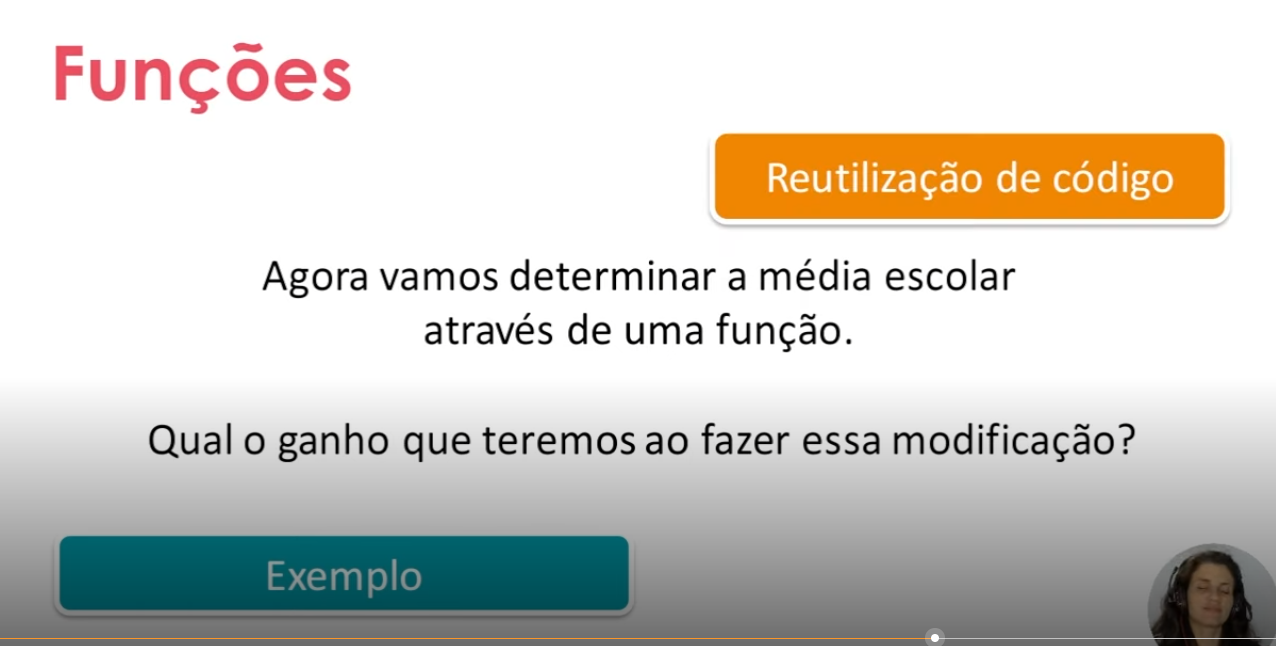 Funções
Reutilização de código
Agora vamos determinar a média escolar
através de uma função.
Qual o ganho que teremos ao fazer essa modificação?
Exemplo